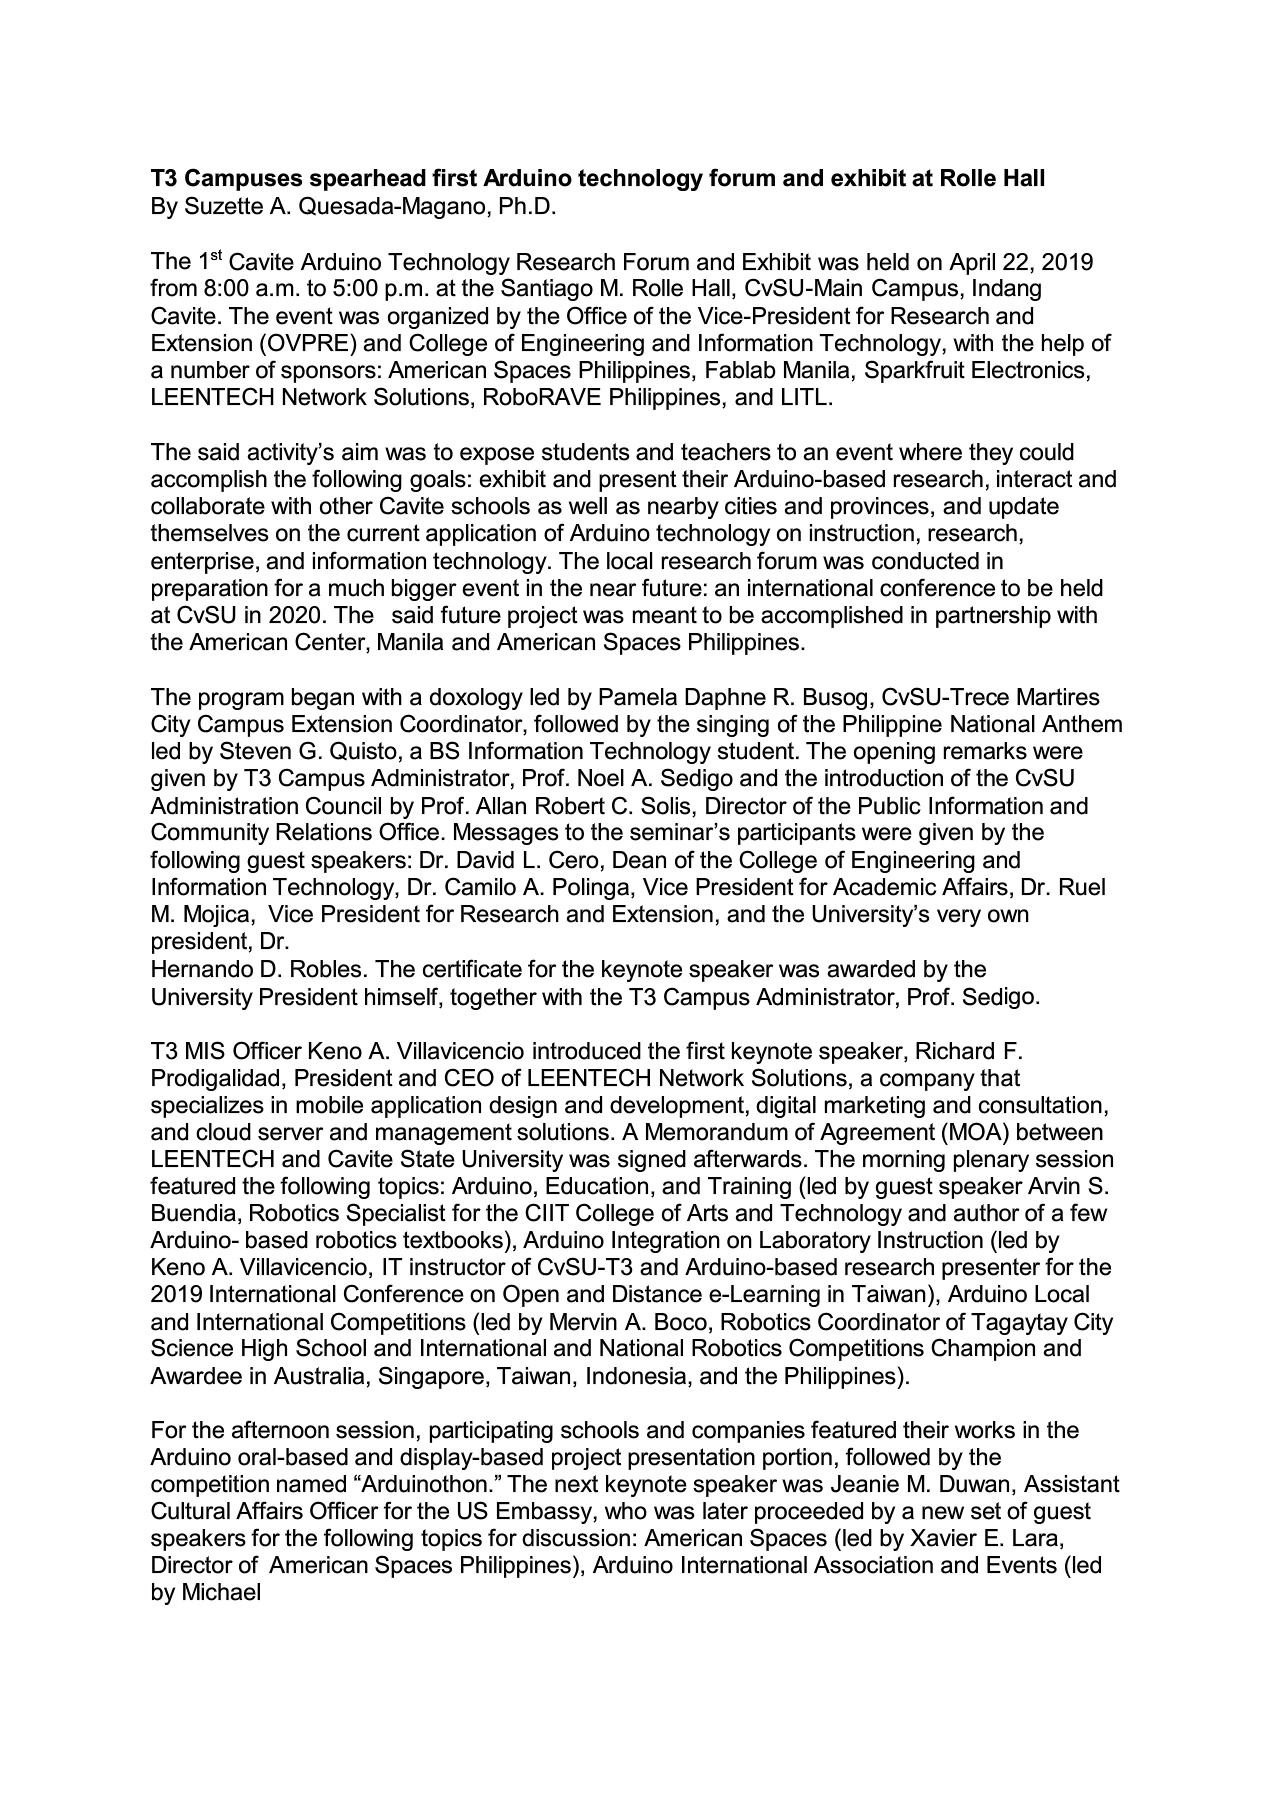 T3 Campuses spearhead first Arduino technology forum and exhibit at Rolle Hall
By Suzette A. Quesada-Magano, Ph.D.
The 1st Cavite Arduino Technology Research Forum and Exhibit was held on April 22, 2019
from 8:00 a.m. to 5:00 p.m. at the Santiago M. Rolle Hall, CvSU-Main Campus, Indang
Cavite. The event was organized by the Office of the Vice-President for Research and
Extension (OVPRE) and College of Engineering and Information Technology, with the help of
a number of sponsors: American Spaces Philippines, Fablab Manila, Sparkfruit Electronics,
LEENTECH Network Solutions, RoboRAVE Philippines, and LITL.
The said activity’s aim was to expose students and teachers to an event where they could
accomplish the following goals: exhibit and present their Arduino-based research, interact and
collaborate with other Cavite schools as well as nearby cities and provinces, and update
themselves on the current application of Arduino technology on instruction, research,
enterprise, and information technology. The local research forum was conducted in
preparation for a much bigger event in the near future: an international conference to be held
at CvSU in 2020. The said future project was meant to be accomplished in partnership with
the American Center, Manila and American Spaces Philippines.
The program began with a doxology led by Pamela Daphne R. Busog, CvSU-Trece Martires
City Campus Extension Coordinator, followed by the singing of the Philippine National Anthem
led by Steven G. Quisto, a BS Information Technology student. The opening remarks were
given by T3 Campus Administrator, Prof. Noel A. Sedigo and the introduction of the CvSU
Administration Council by Prof. Allan Robert C. Solis, Director of the Public Information and
Community Relations Office. Messages to the seminar’s participants were given by the
following guest speakers: Dr. David L. Cero, Dean of the College of Engineering and
Information Technology, Dr. Camilo A. Polinga, Vice President for Academic Affairs, Dr. Ruel
M. Mojica, Vice President for Research and Extension, and the University’s very own
president, Dr.
Hernando D. Robles. The certificate for the keynote speaker was awarded by the
University President himself, together with the T3 Campus Administrator, Prof. Sedigo.
T3 MIS Officer Keno A. Villavicencio introduced the first keynote speaker, Richard F.
Prodigalidad, President and CEO of LEENTECH Network Solutions, a company that
specializes in mobile application design and development, digital marketing and consultation,
and cloud server and management solutions. A Memorandum of Agreement (MOA) between
LEENTECH and Cavite State University was signed afterwards. The morning plenary session
featured the following topics: Arduino, Education, and Training (led by guest speaker Arvin S.
Buendia, Robotics Specialist for the CIIT College of Arts and Technology and author of a few
Arduino- based robotics textbooks), Arduino Integration on Laboratory Instruction (led by
Keno A. Villavicencio, IT instructor of CvSU-T3 and Arduino-based research presenter for the
2019 International Conference on Open and Distance e-Learning in Taiwan), Arduino Local
and International Competitions (led by Mervin A. Boco, Robotics Coordinator of Tagaytay City
Science High School and International and National Robotics Competitions Champion and
Awardee in Australia, Singapore, Taiwan, Indonesia, and the Philippines).
For the afternoon session, participating schools and companies featured their works in the
Arduino oral-based and display-based project presentation portion, followed by the
competition named “Arduinothon.” The next keynote speaker was Jeanie M. Duwan, Assistant
Cultural Affairs Officer for the US Embassy, who was later proceeded by a new set of guest
speakers for the following topics for discussion: American Spaces (led by Xavier E. Lara,
Director of American Spaces Philippines), Arduino International Association and Events (led
by Michael